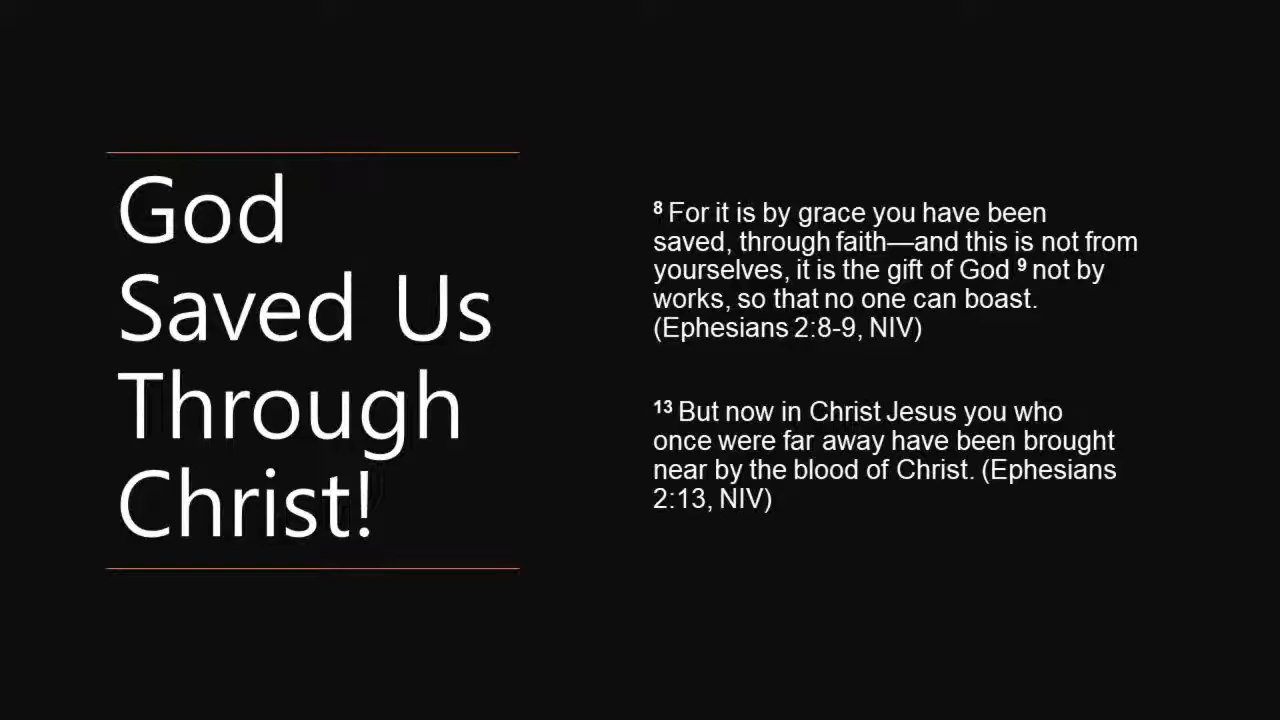 God
Saved Us
Through
Christ!
8 For it is by grace you have been
saved, through faith—and this is not from
yourselves, it is the gift of God 9 not by
works, so that no one can boast.
(Ephesians 2:8-9, NIV)
13 But now in Christ Jesus you who
once were far away have been brought
near by the blood of Christ. (Ephesians
2:13, NIV)